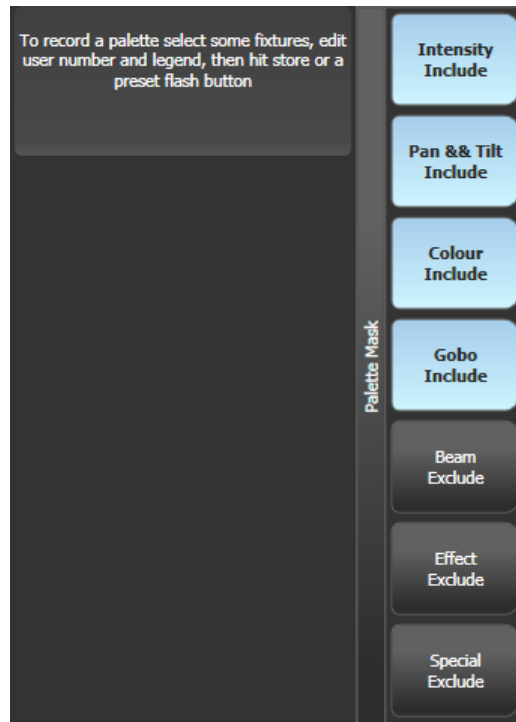 To record a palette select some fixtures, edit
user number and legend, then hit store or a
preset flash button
Palette Mask
Intensity
Include
Pan && Tilt
Include
Colour
Include
Gobo
Include
Beam
Exclude
Effect
Exclude
Special
Exclude